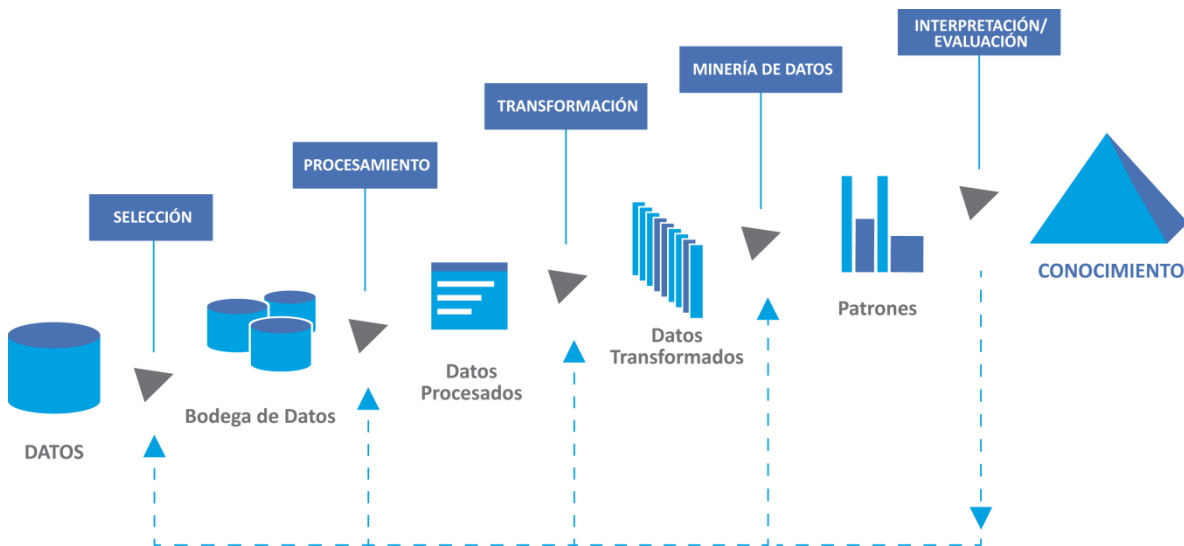 INTERPRETACIÓN/
EVALUACIÓN
MINERÍA DE DATOS
TRANSFORMACIÓN
PROCESAMIENTO
SELECCIÓN
CONOCIMIENTO
Patrones
Datos
Transformados
Datos
Procesados
Bodega de Datos
DATOS